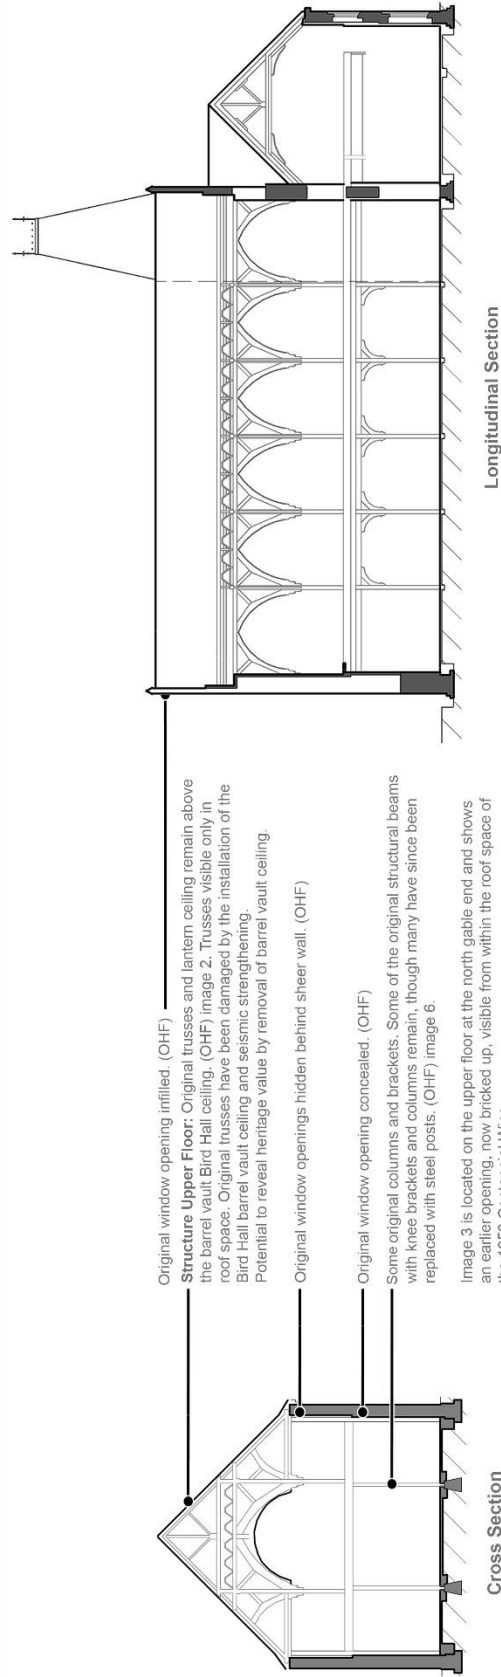 Original window opening infilled. (OHF)
Structure Upper Floor: Original trusses and lantern ceiling remain above
the barrel vault Bird Hall ceiling. (OHF) image 2. Trusses visible only in
roof space. Original trusses have been damaged by the installation of the
Bird Hall barrel vault ceiling and seismic strengthening.
Potential to reveal heritage value by removal of barrel vault ceiling.
Original window openings hidden behind sheer wall. (OHF)
Original window opening concealed. (OHF)
Some original columns and brackets. Some of the original structural beams
with knee brackets and columns remain, though many have since been
replaced with steel posts. (OHF) image 6.
Image 3 is located on the upper floor at the north gable end and shows
an earlier opening, now bricked up, visible from within the roof space of
Cross Section
Longitudinal Section